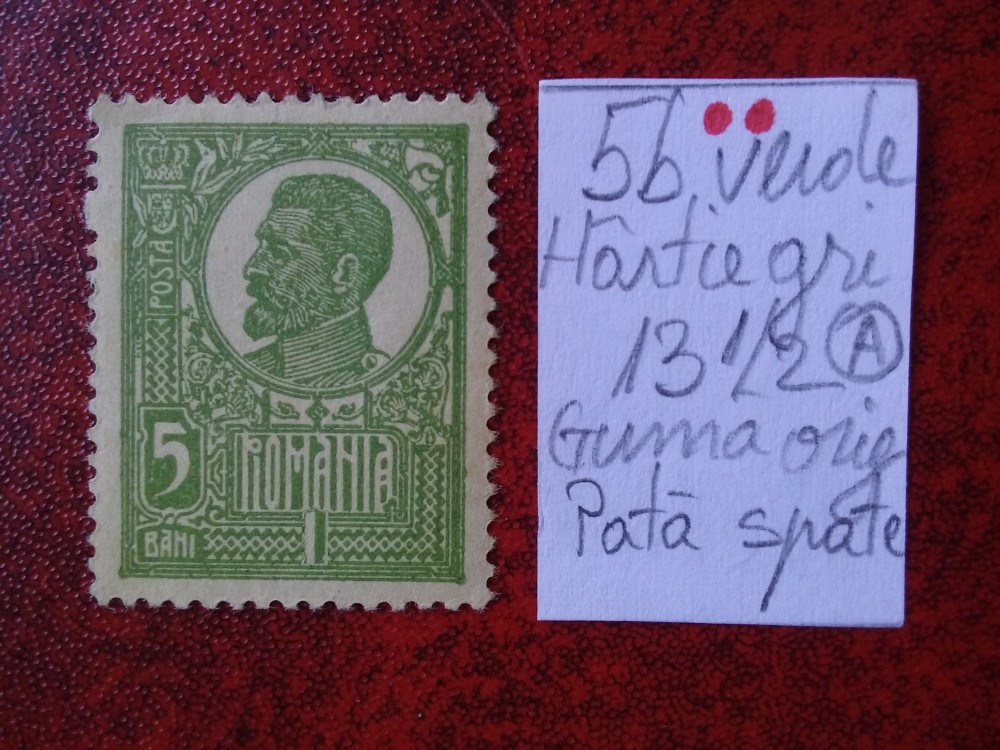 POSTA
5
ROMANIA
BANI
5b. verde
Hârtie gri
13 1/2 A
Guma orig
Pată spate